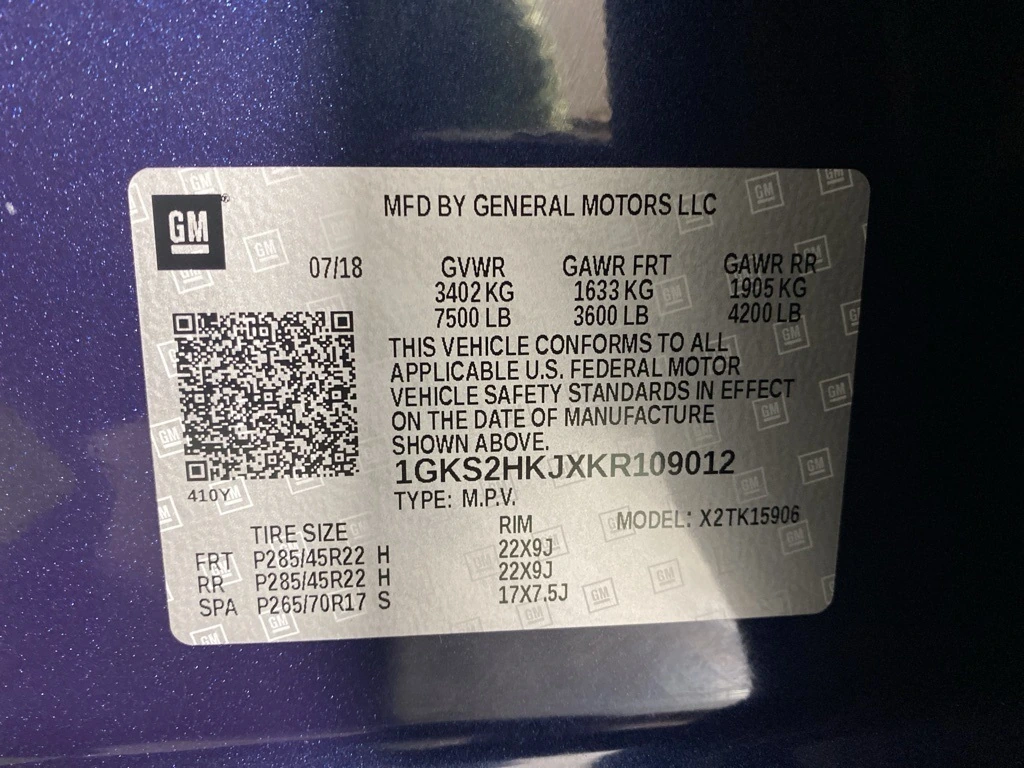 GM
MFD BY GENERAL MOTORS LLC
07/18 GVWR GAWR FRT GAWR RR
3402 KG 1633 KG 1905 KG
7500 LB 3600 LB 4200 LB
THIS VEHICLE CONFORMS TO ALL
APPLICABLE U.S. FEDERAL MOTOR
VEHICLE SAFETY STANDARDS IN EFFECT
ON THE DATE OF MANUFACTURE
SHOWN ABOVE.
1GKS2HKJXKR109012
410Y
TYPE: M.P.V.
MODEL: X2TK15906
TIRE SIZE RIM
FRT P285/45R22 H 22X9J
RR P285/45R22 H 22X9J
SPA P265/70R17 S 17X7.5J